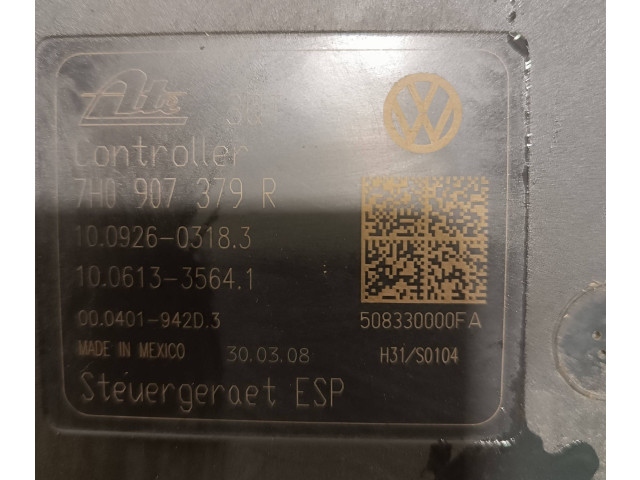 Ate
Controller
7H0 907 379 R
10.0926-0318.3
10.0613-3564.1
00.0401-942D.3
508330000FA
MADE IN MEXICO 30.03.08 H31/S0104
Steuergeraet ESP